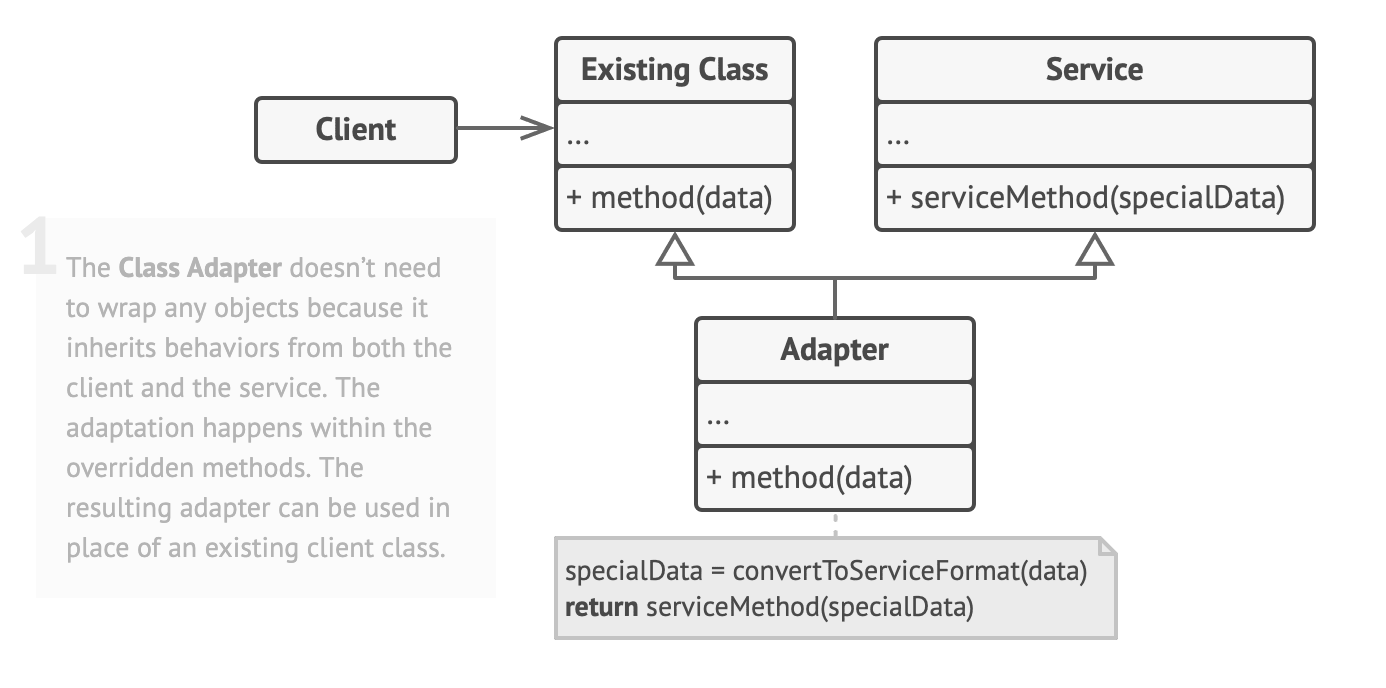 Existing Class
...
+ method(data)
Service
...
+ serviceMethod(specialData)
Client
1
The Class Adapter doesn’t need
to wrap any objects because it
inherits behaviors from both the
client and the service. The
adaptation happens within the
overridden methods. The
resulting adapter can be used in
place of an existing client class.
Adapter
...
+ method(data)
specialData = convertToServiceFormat(data)
return serviceMethod(specialData)